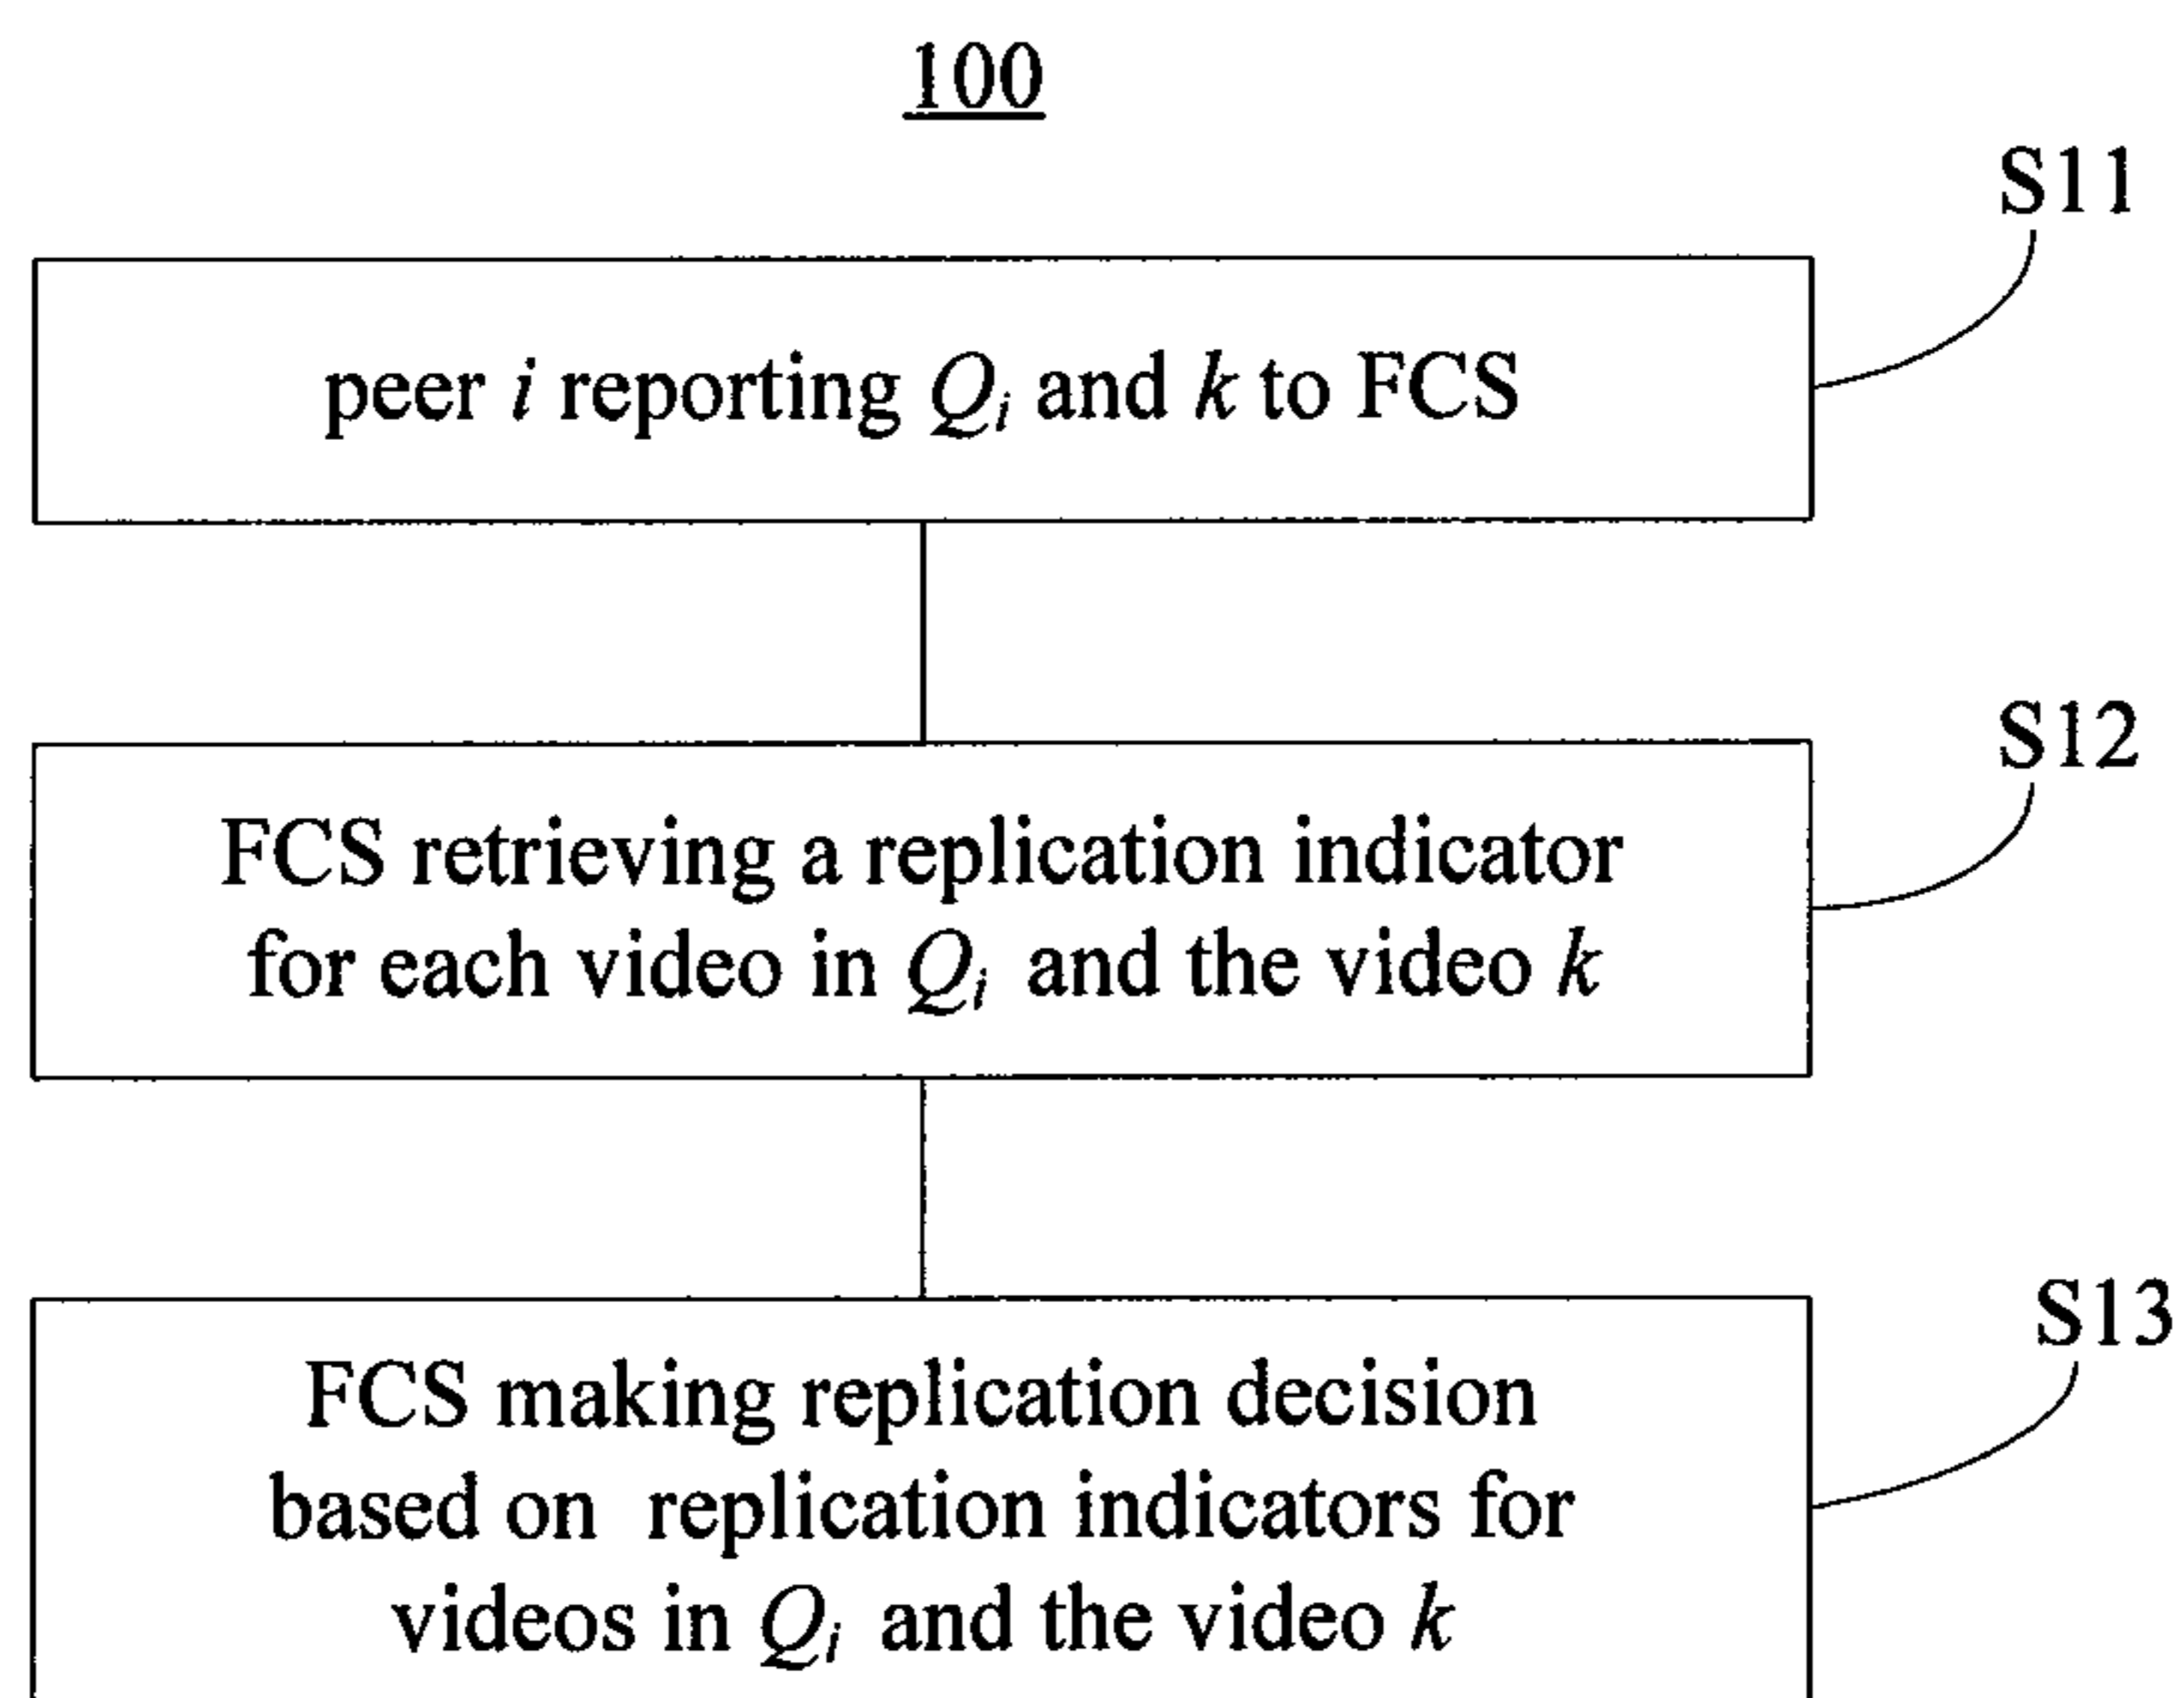 100
S11
peer i reporting Qi and k to FCS
S12
FCS retrieving a replication indicator
for each video in Qi and the video k
S13
FCS making replication decision
based on replication indicators for
videos in Qi and the video k